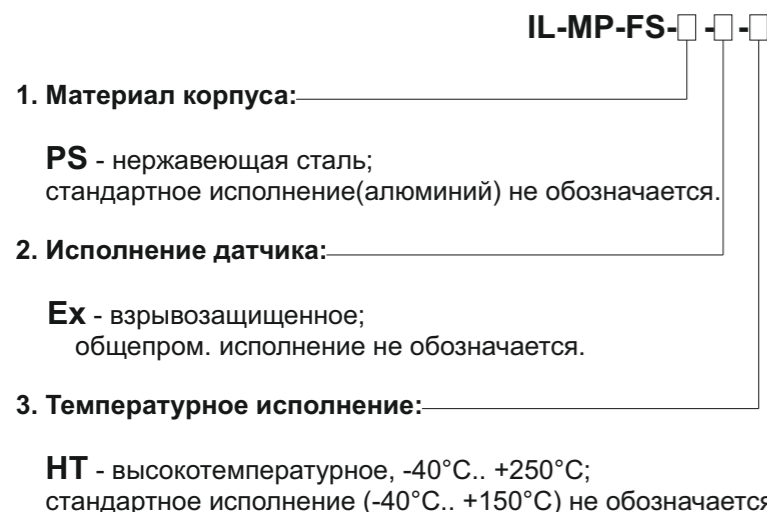 IL-MP-FS-□ -□ -□
1. Материал корпуса:
PS - нержавеющая сталь;
стандартное исполнение(алюминий) не обозначается.
2. Исполнение датчика:
Ex - взрывозащищенное;
общепром. исполнение не обозначается.
3. Температурное исполнение:
HT - высокотемпературное, -40°C.. +250°C;
стандартное исполнение (-40°C.. +150°C) не обозначается